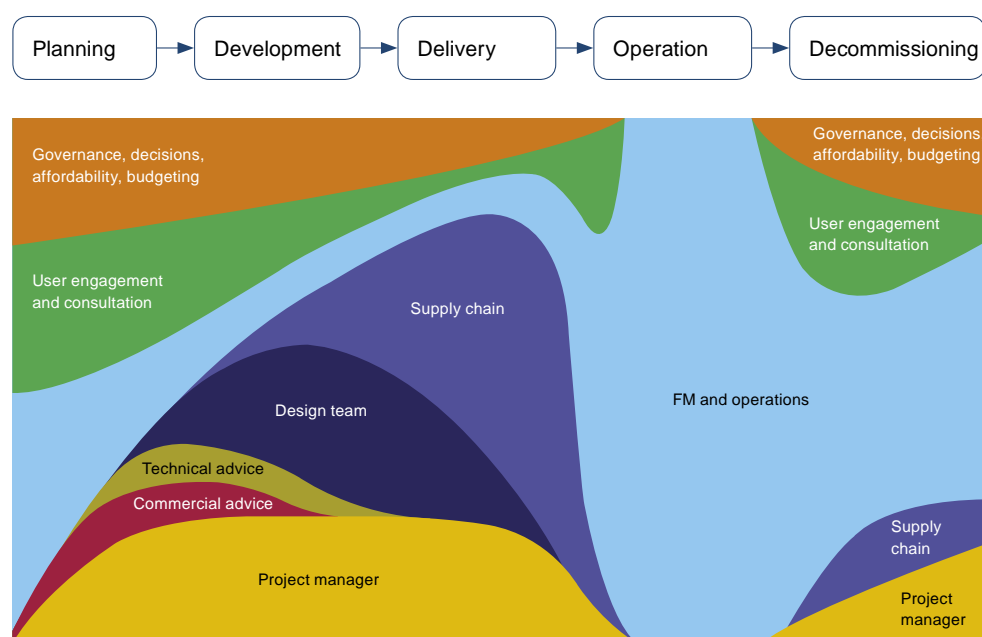 Planning
Development
Delivery
Operation
Decommissioning
Governance, decisions,
affordability, budgeting
Governance, decisions,
affordability, budgeting
User engagement
and consultation
User engagement
and consultation
Supply chain
FM and operations
Design team
Technical advice
Commercial advice
Supply
chain
Project manager
Project
manager